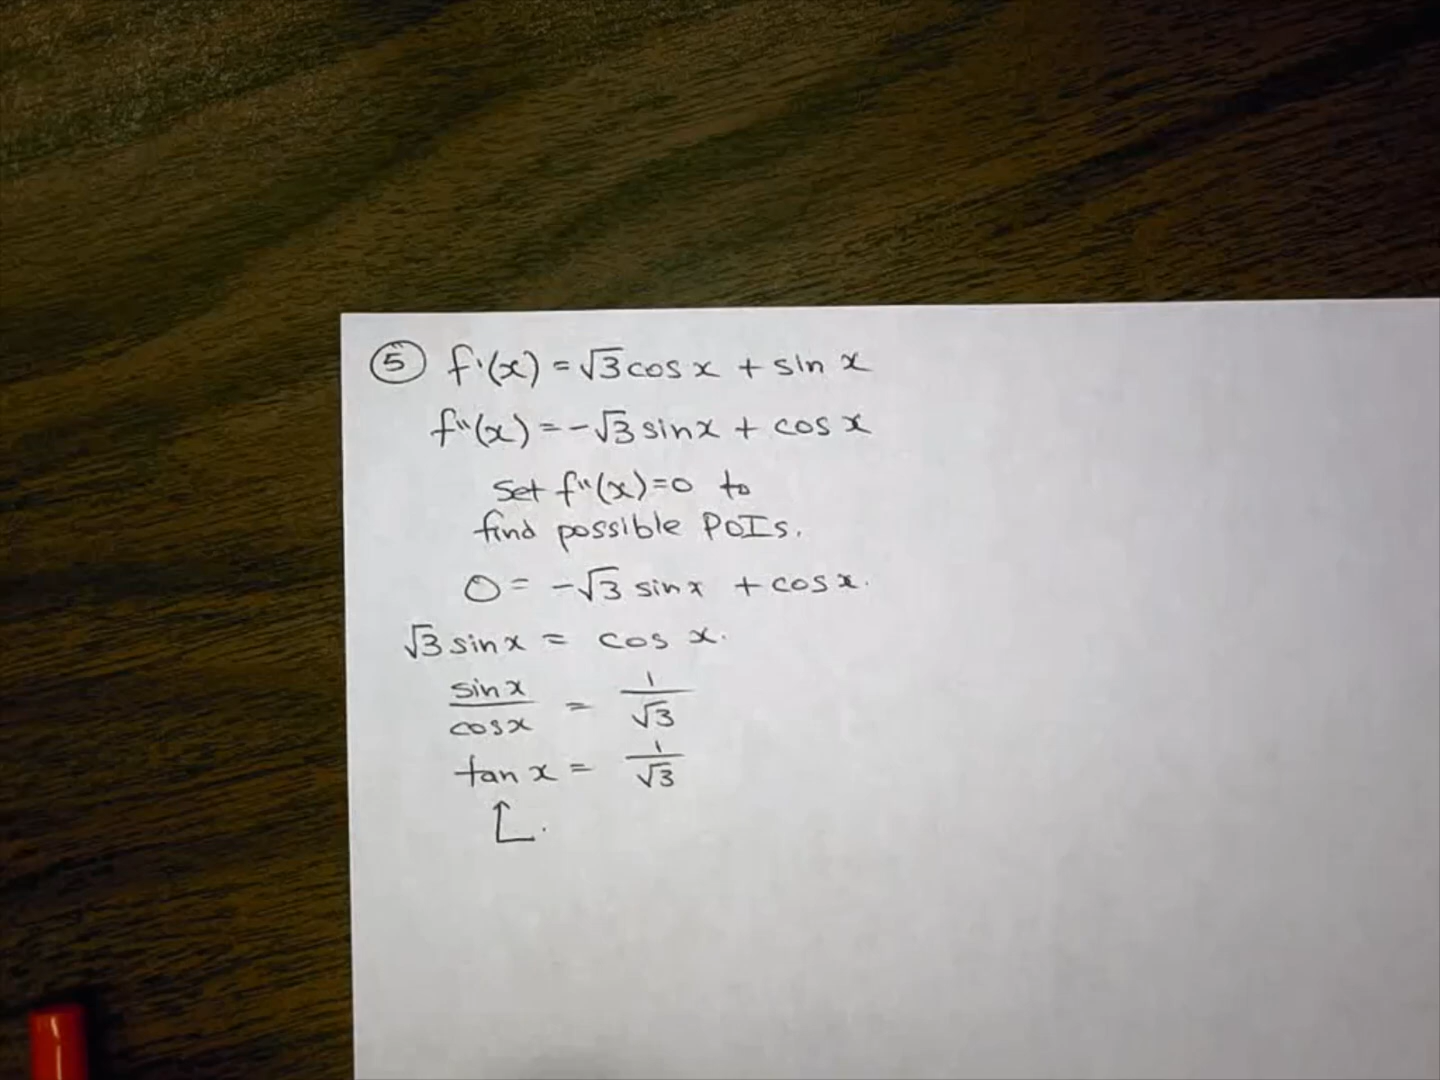 ⑤ f'(x) = √3 cos x + sin x
f''(x) = -√3 sin x + cos x
Set f''(x)=0 to
find possible POIs.
0 = -√3 sin x + cos x.
√3 sin x = cos x.
sin x / cos x = 1/√3
tan x = 1/√3